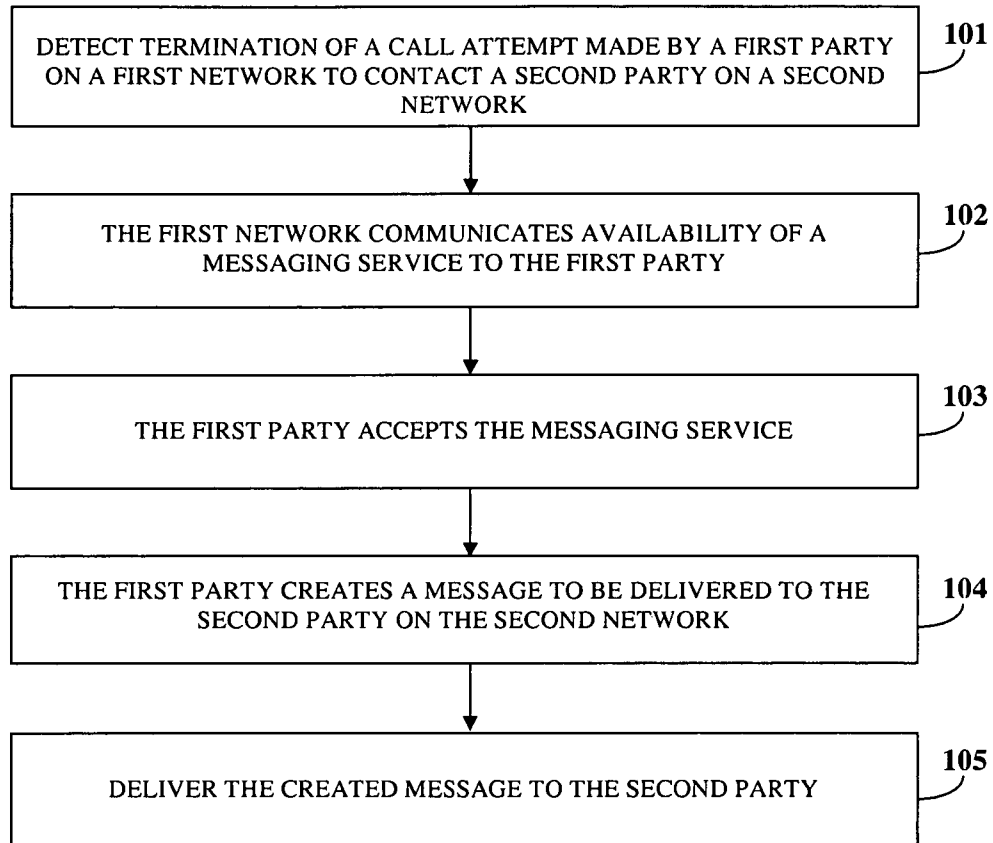 DETECT TERMINATION OF A CALL ATTEMPT MADE BY A FIRST PARTY
ON A FIRST NETWORK TO CONTACT A SECOND PARTY ON A SECOND
NETWORK
101
THE FIRST NETWORK COMMUNICATES AVAILABILITY OF A
MESSAGING SERVICE TO THE FIRST PARTY
102
THE FIRST PARTY ACCEPTS THE MESSAGING SERVICE
103
THE FIRST PARTY CREATES A MESSAGE TO BE DELIVERED TO THE
SECOND PARTY ON THE SECOND NETWORK
104
DELIVER THE CREATED MESSAGE TO THE SECOND PARTY
105